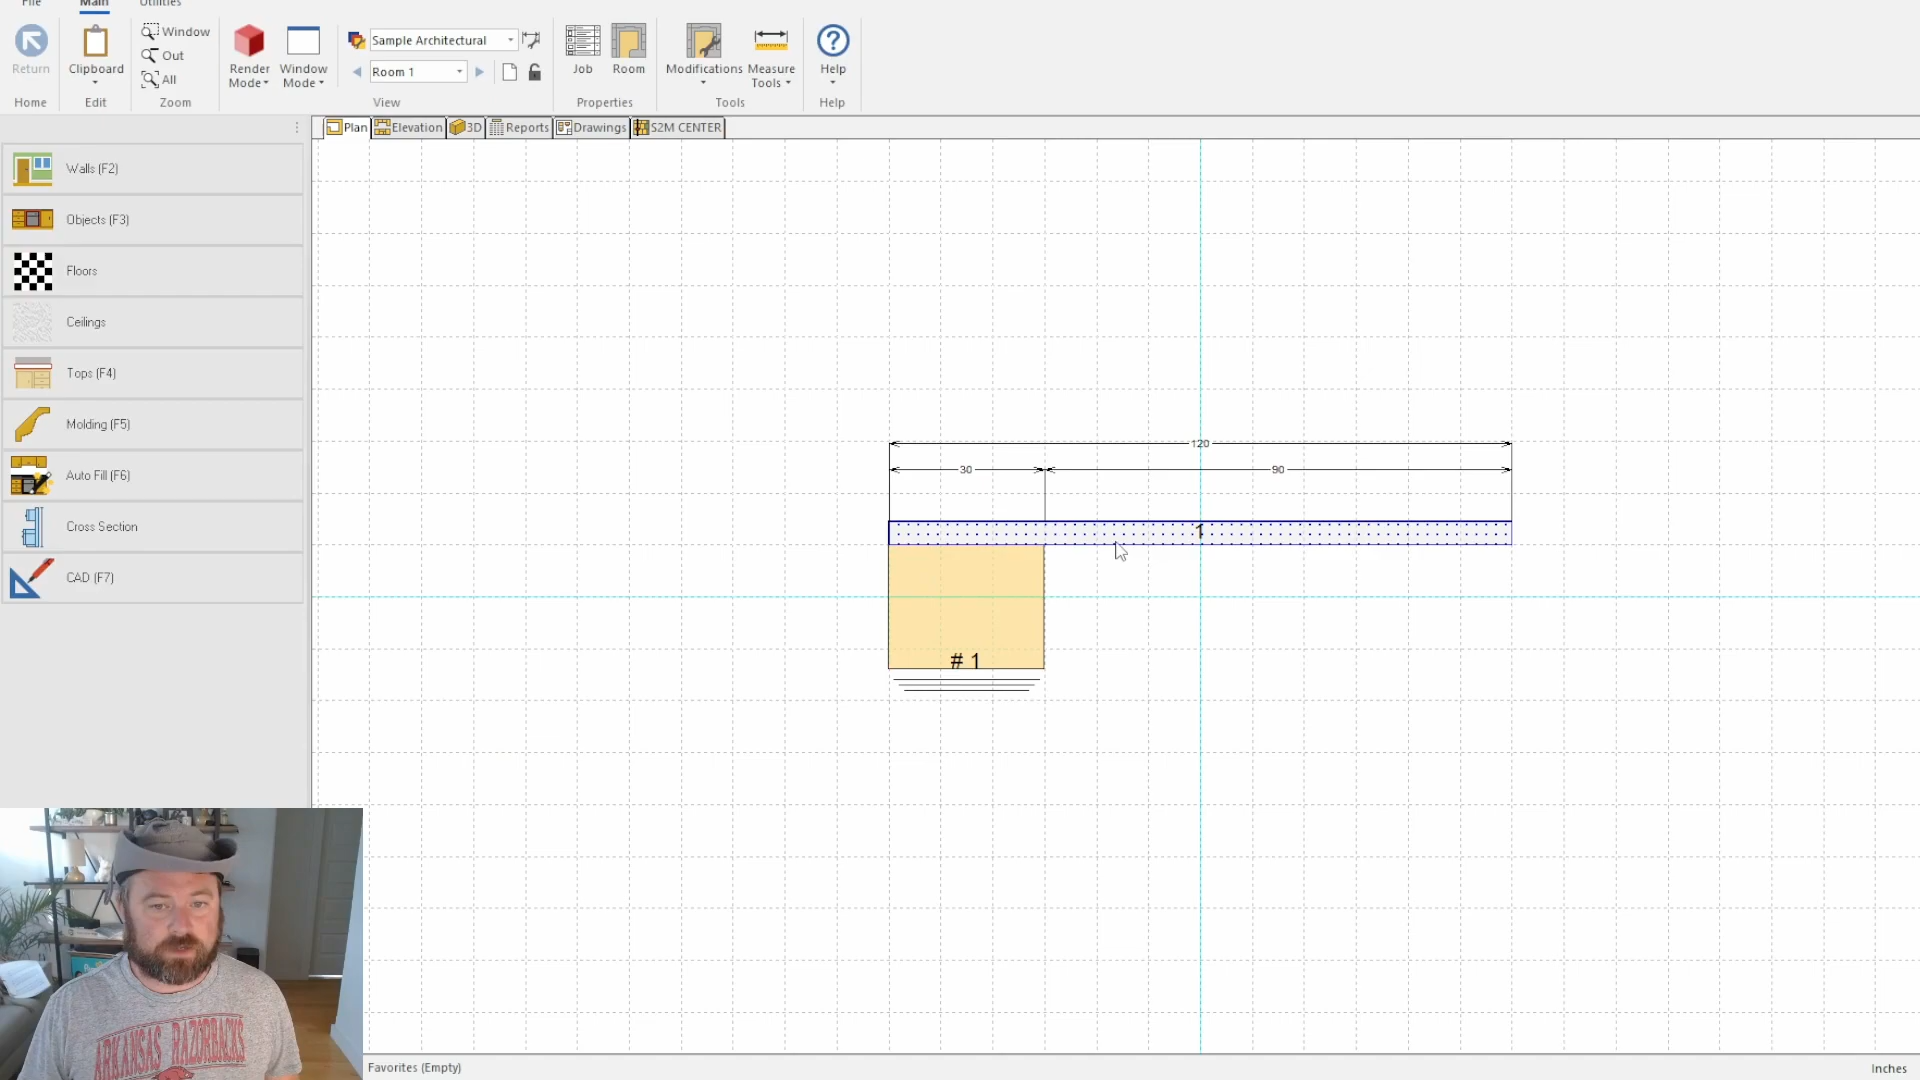 File Main Utilities
Return
Home
Clipboard
Edit
Window
Out
All
Zoom
Render Mode
Window Mode
Sample Architectural
Room 1
View
Job
Room
Properties
Modifications
Measure Tools
Tools
Help
Help
Plan Elevation 3D Reports Drawings S2M CENTER
Walls (F2)
Objects (F3)
Floors
Ceilings
Tops (F4)
Molding (F5)
Auto Fill (F6)
Cross Section
CAD (F7)
120
30 90
1
# 1
ARKANSAS RAZORBACKS
Favorites (Empty)
Inches